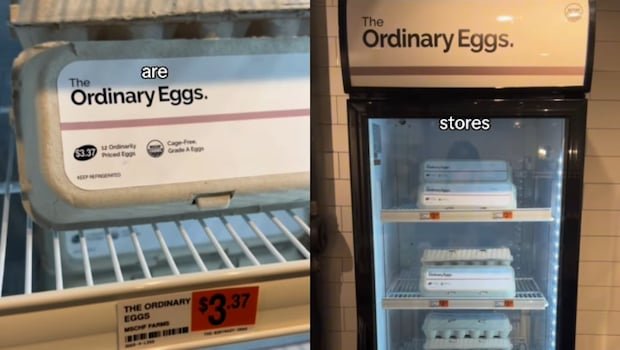 The
Ordinary Eggs.
are
$3.37
12 Ordinarily
Priced Eggs
Cage-Free,
Grade A Eggs
KEEP REFRIGERATED
THE ORDINARY
EGGS
MSCHF FARMS
$3.37
The
Ordinary Eggs.
stores